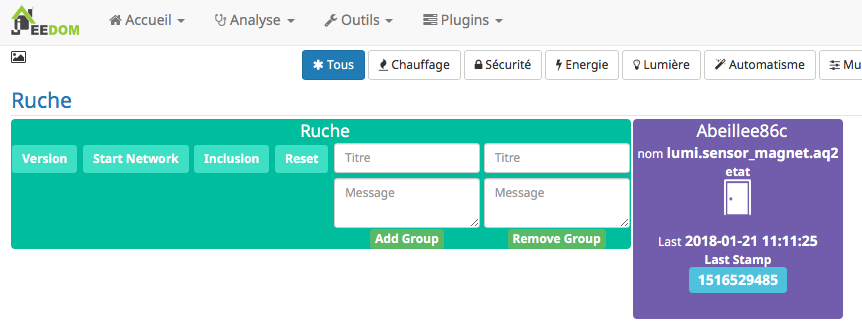 JEEDOM Accueil Analyse Outils Plugins
Tous Chauffage Sécurité Energie Lumière Automatisme Mu
Ruche
Ruche
Version Start Network Inclusion Reset
Titre Titre
Message Message
Add Group Remove Group
Abeillee86c
nom lumi.sensor_magnet.aq2
etat
Last 2018-01-21 11:11:25
Last Stamp
1516529485